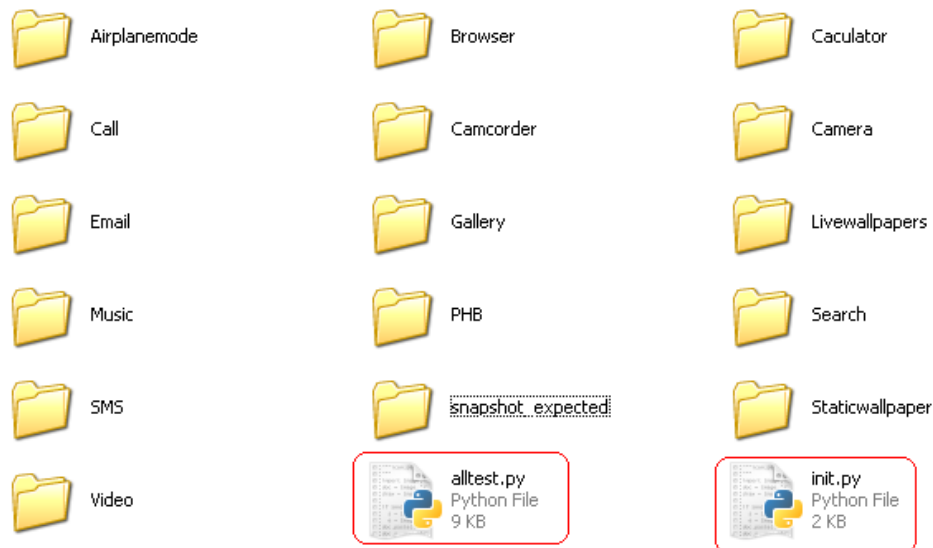 Airplanemode
Browser
Caculator
Call
Camcorder
Camera
Email
Gallery
Livewallpapers
Music
PHB
Search
SMS
snapshot_expected
Staticwallpaper
Video
alltest.py
Python File
9 KB
init.py
Python File
2 KB